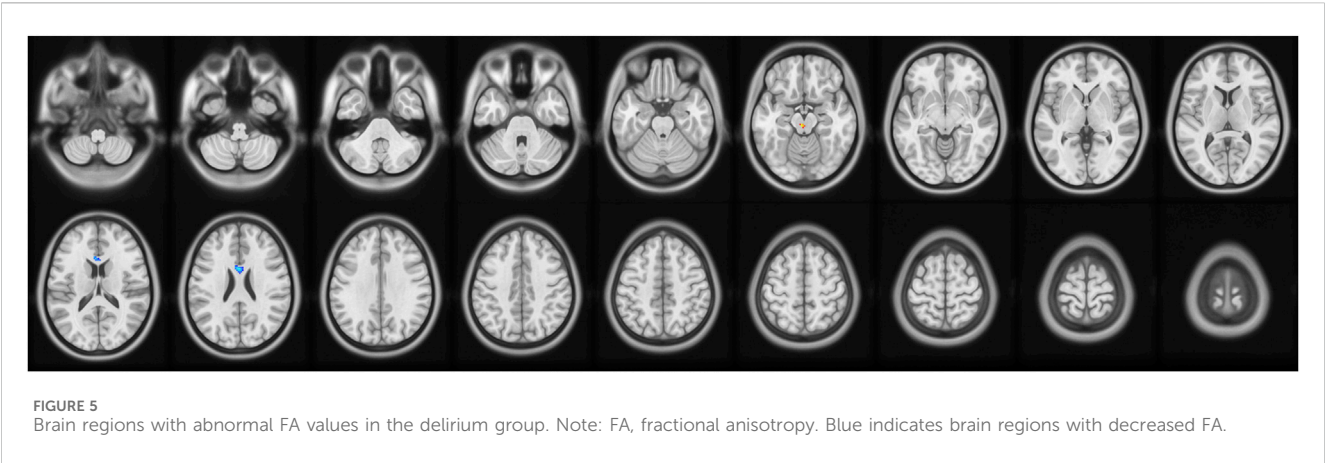 FIGURE 5
Brain regions with abnormal FA values in the delirium group. Note: FA, fractional anisotropy. Blue indicates brain regions with decreased FA.